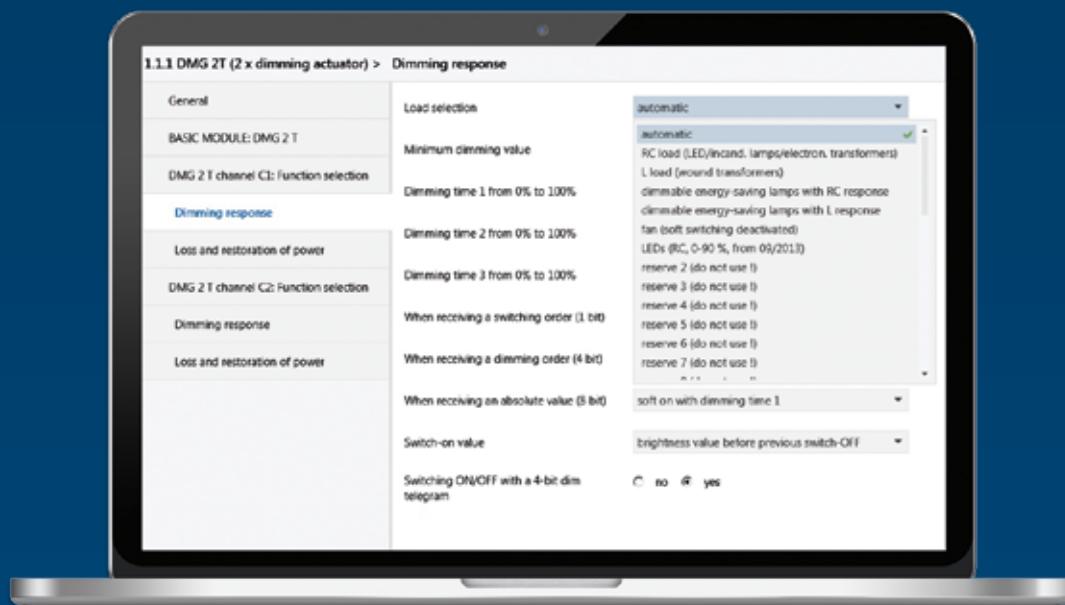 1.1.1 DMG 2T (2 x dimming actuator) > Dimming response
General
BASIC MODULE: DMG 2 T
DMG 2 T channel C1: Function selection
Dimming response
Loss and restoration of power
DMG 2 T channel C2: Function selection
Dimming response
Loss and restoration of power
Load selection
automatic
automatic
RC load (LED/incand. lamps/electron. transformers)
L load (wound transformers)
dimmable energy-saving lamps with RC response
dimmable energy-saving lamps with L response
fan (soft switching deactivated)
LEDs (RC, 0-90 %, from 09/2013)
reserve 2 (do not use !)
reserve 3 (do not use !)
reserve 4 (do not use !)
reserve 5 (do not use !)
reserve 6 (do not use !)
reserve 7 (do not use !)
Minimum dimming value
Dimming time 1 from 0% to 100%
Dimming time 2 from 0% to 100%
Dimming time 3 from 0% to 100%
When receiving a switching order (1 bit)
When receiving a dimming order (4 bit)
When receiving an absolute value (8 bit)
soft on with dimming time 1
Switch-on value
brightness value before previous switch-OFF
Switching ON/OFF with a 4-bit dim
telegram
no yes